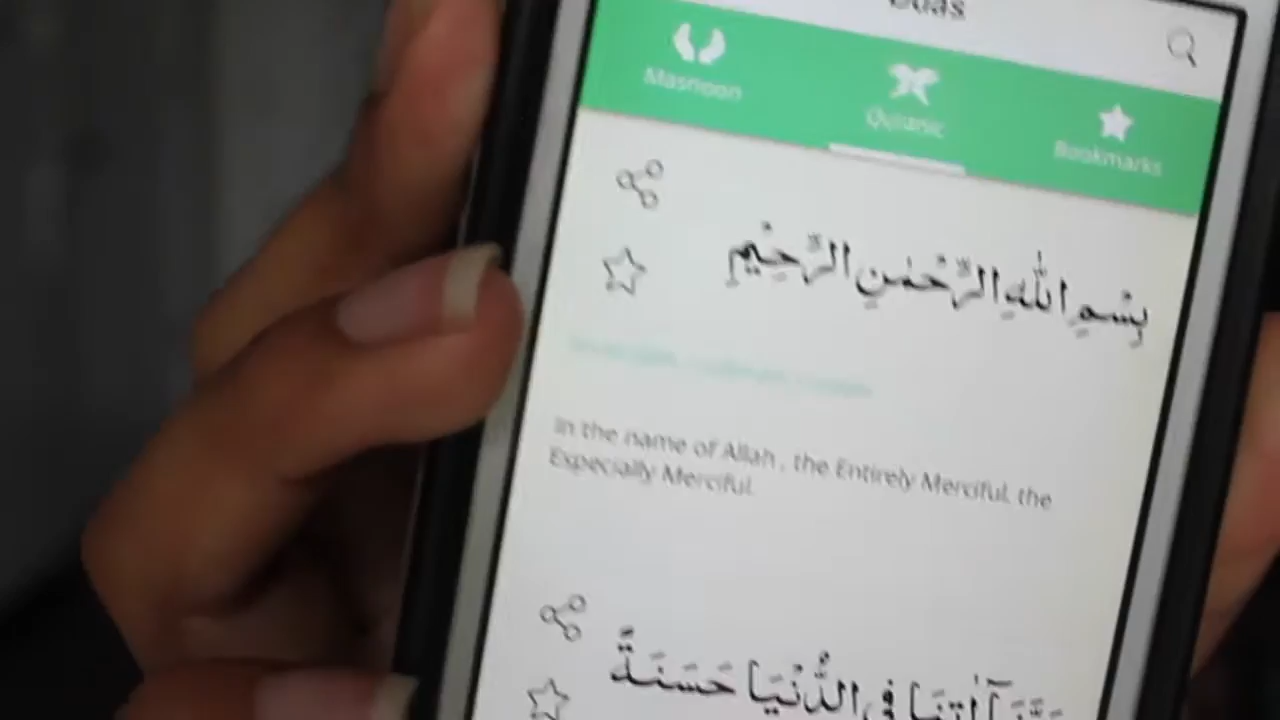 Duas
Masnoon
Quranic
Bookmarks
بِسْمِ اللَّهِ الرَّحْمَٰنِ الرَّحِيْمِ
In the name of Allah , the Entirely Merciful, the
Especially Merciful.
رَبَّنَا آتِنَا فِي الدُّنْيَا حَسَنَةً